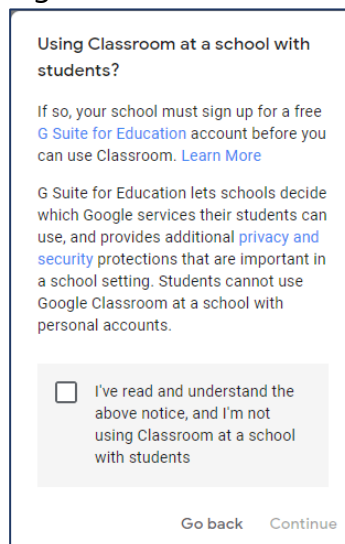 Using Classroom at a school with
students?
If so, your school must sign up for a free
G Suite for Education account before you
can use Classroom. Learn More
G Suite for Education lets schools decide
which Google services their students can
use, and provides additional privacy and
security protections that are important in
a school setting. Students cannot use
Google Classroom at a school with
personal accounts.
I've read and understand the
above notice, and I'm not
using Classroom at a school
with students
Go back Continue